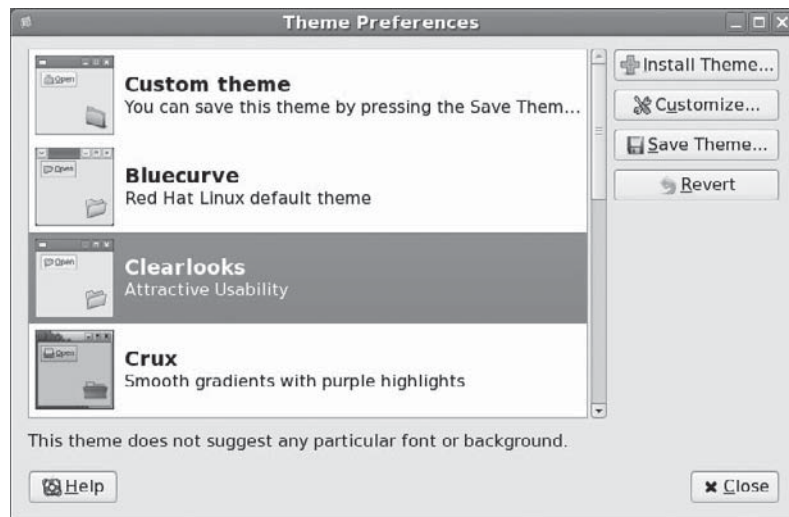 Theme Preferences
Custom theme
You can save this theme by pressing the Save Them...
Bluecurve
Red Hat Linux default theme
Clearlooks
Attractive Usability
Crux
Smooth gradients with purple highlights
Install Theme...
Customize...
Save Theme...
Revert
Open
Open
Open
Open
This theme does not suggest any particular font or background.
Help
Close